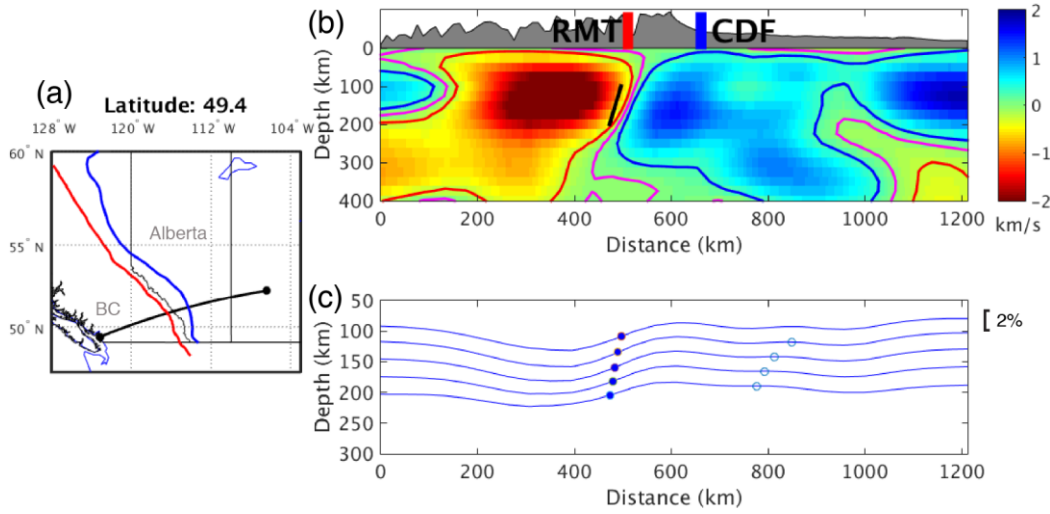 (a)
Latitude: 49.4
128° W 120° W 112° W 104° W
60° N
55° N
50° N
Alberta
BC
(b)
RMT CDF
0
100
200
300
400
Depth (km)
0 200 400 600 800 1000 1200
Distance (km)
2
1
0
-1
-2
km/s
(c)
50
100
150
200
250
300
Depth (km)
0 200 400 600 800 1000 1200
Distance (km)
2%